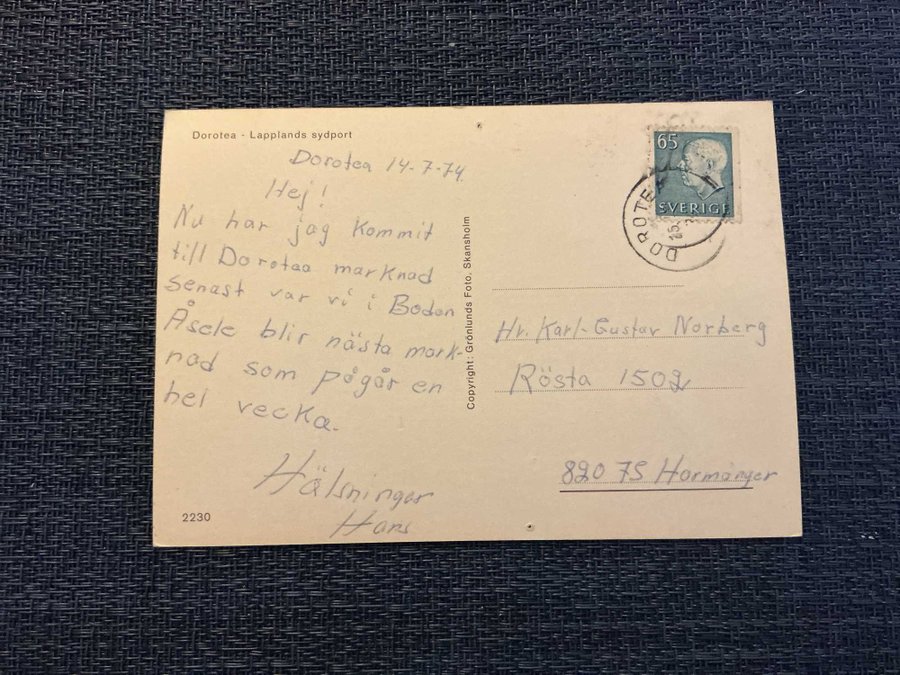 Dorotea - Lapplands sydport
Dorotea 14-7-74.
Hej!
Nu har jag kommit
till Dorotea marknad
senast var vi i Boden
Åsele blir nästa mark-
nad som pågår en
hel vecka.
Hälsningar
Hans
2230
Copyright: Grönlunds Foto, Skansholm
65
SVERIGE
DOROTEA
15.
Hr. Karl-Gustav Norberg
Rösta 1502
820 75 Harmånger